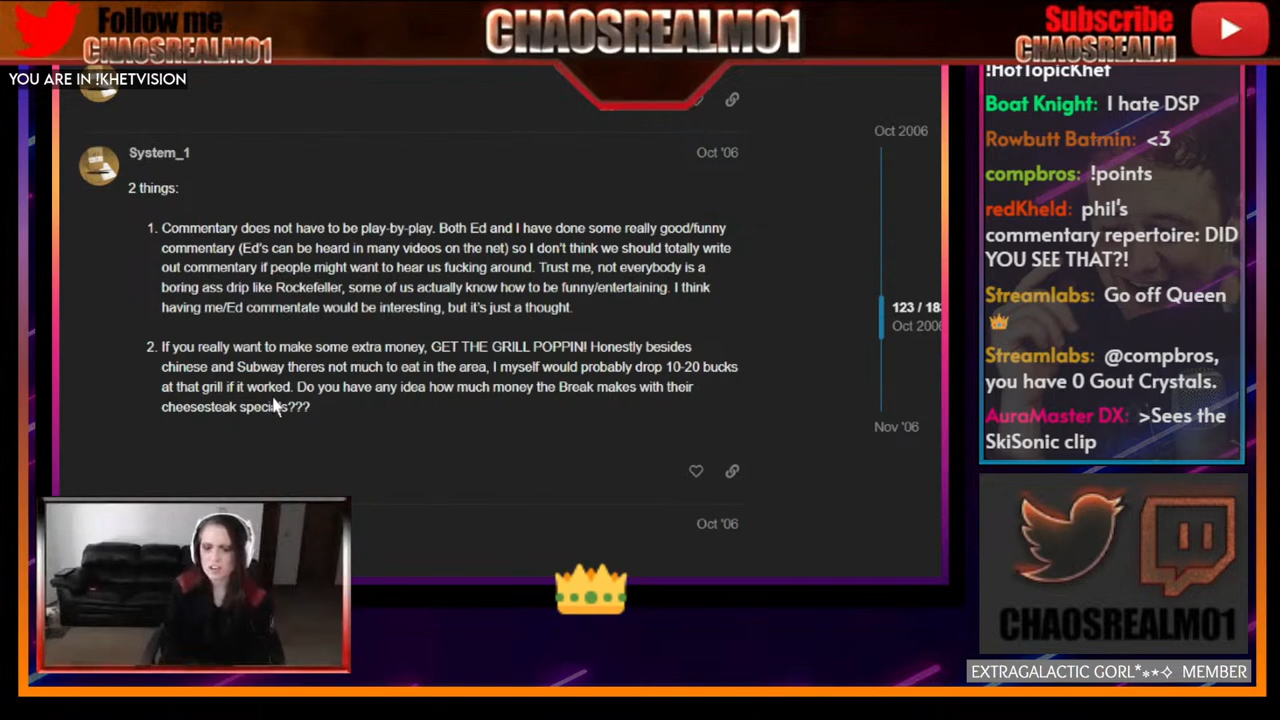 Follow me
CHAOSREALM01
CHAOSREALM01
Subscribe
CHAOSREALM
YOU ARE IN !KHETVISION
System_1
Oct '06
2 things:
1. Commentary does not have to be play-by-play. Both Ed and I have done some really good/funny
commentary (Ed's can be heard in many videos on the net) so I don't think we should totally write
out commentary if people might want to hear us fucking around. Trust me, not everybody is a
boring ass drip like Rockefeller, some of us actually know how to be funny/entertaining. I think
having me/Ed commentate would be interesting, but it's just a thought.
2. If you really want to make some extra money, GET THE GRILL POPPIN! Honestly besides
chinese and Subway theres not much to eat in the area, I myself would probably drop 10-20 bucks
at that grill if it worked. Do you have any idea how much money the Break makes with their
cheesesteak specials???
Oct '06
Oct 2006
123 / 183
Oct 2006
Nov '06
!HotTopicKhet
Boat Knight: I hate DSP
Rowbutt Batmin: <3
compbros: !points
redKheld: phil's
commentary repertoire: DID
YOU SEE THAT?!
Streamlabs: Go off Queen
👑
Streamlabs: @compbros,
you have 0 Gout Crystals.
AuraMaster DX: >Sees the
SkiSonic clip
CHAOSREALM01
EXTRAGALACTIC GORL*⁎⁺⋆✧ MEMBER